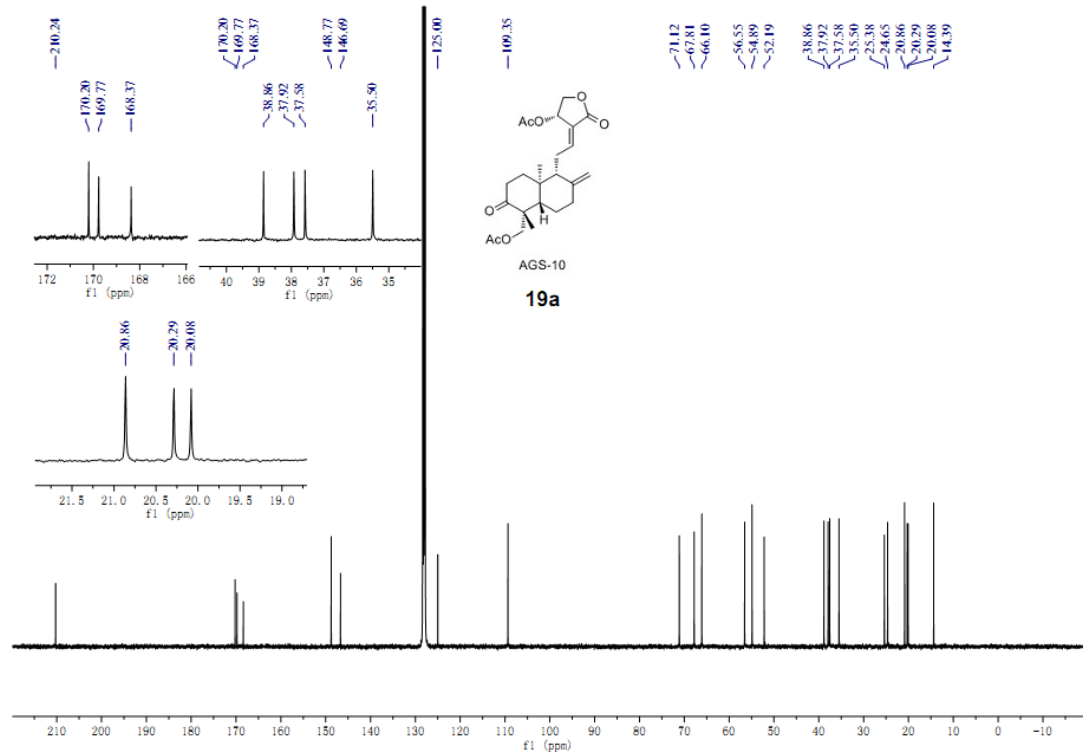 210.24
170.20
169.77
168.37
148.77
146.69
125.00
109.35
71.12
67.81
66.10
56.55
54.89
52.19
38.86
37.92
37.58
35.50
25.38
24.65
20.86
20.29
20.08
14.39
170.20
169.77
168.37
172 170 168 166
f1 (ppm)
38.86
37.92
37.58
35.50
40 39 38 37 36 35
f1 (ppm)
O
AcO
O
O
H
AcO
AGS-10
19a
20.86
20.29
20.08
21.5 21.0 20.5 20.0 19.5 19.0
f1 (ppm)
210 200 190 180 170 160 150 140 130 120 110 100 90 80 70 60 50 40 30 20 10 0 -10
f1 (ppm)